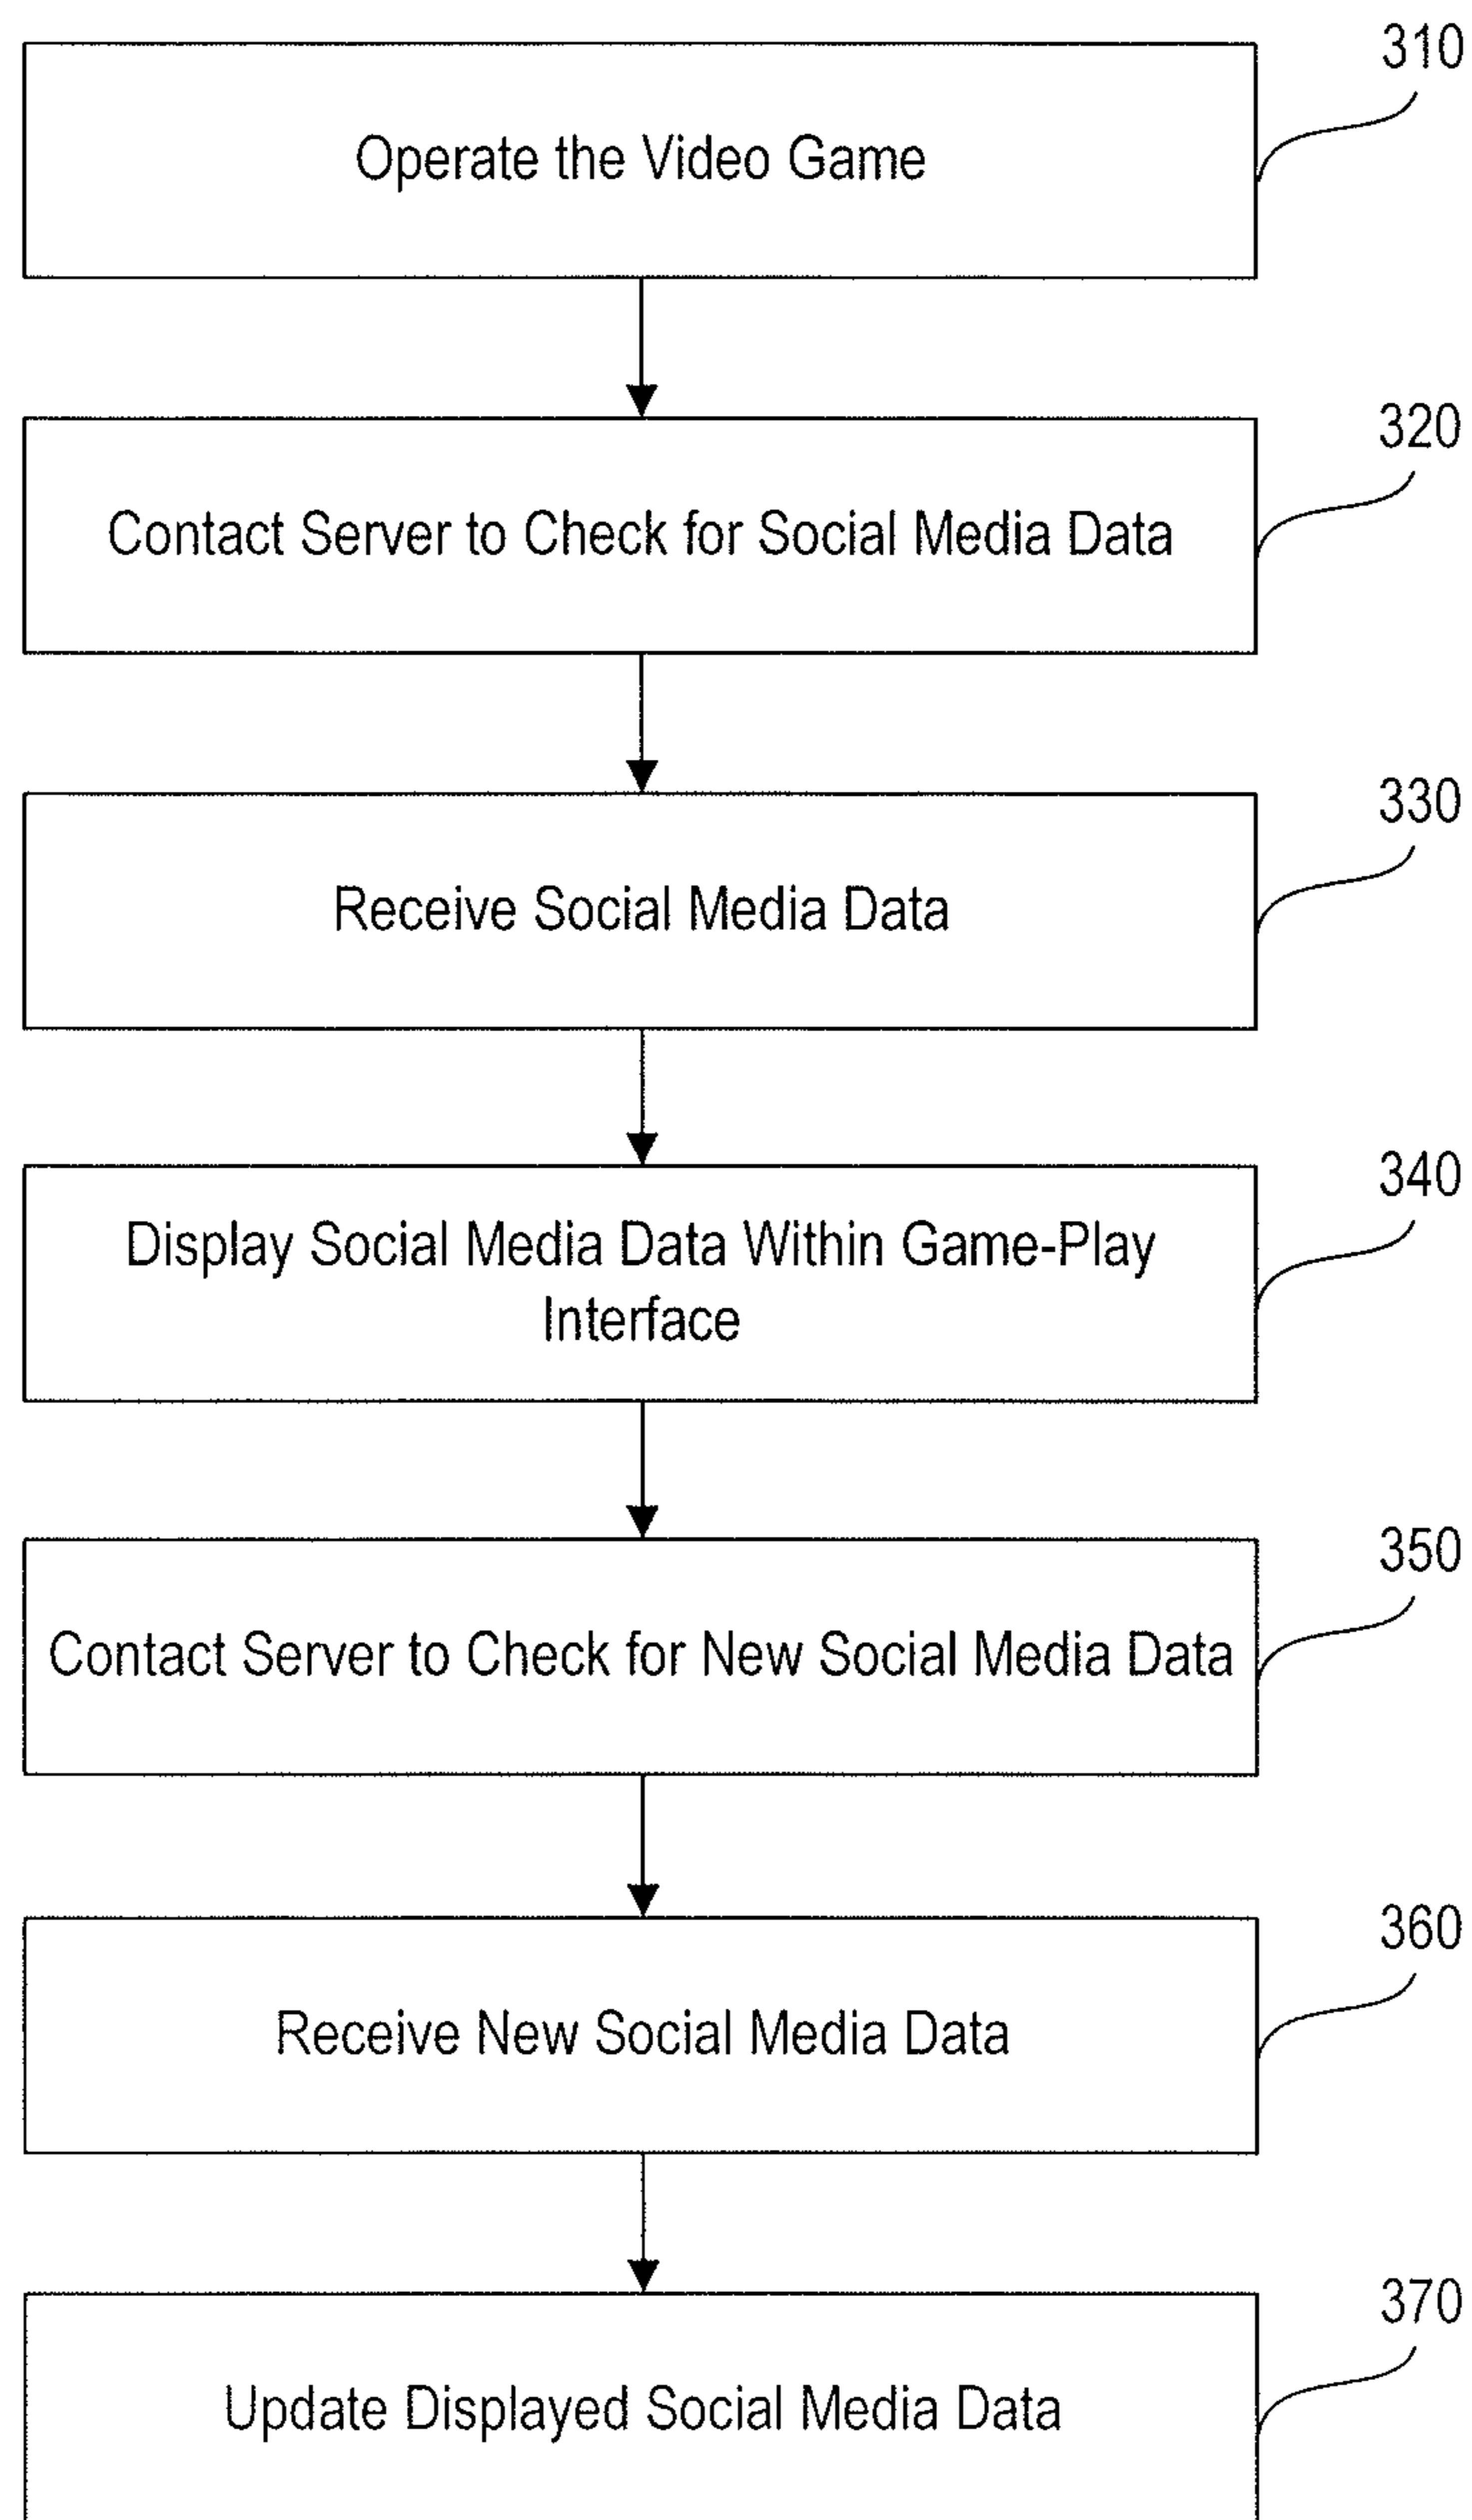 310
Operate the Video Game
320
Contact Server to Check for Social Media Data
330
Receive Social Media Data
340
Display Social Media Data Within Game-Play
Interface
350
Contact Server to Check for New Social Media Data
360
Receive New Social Media Data
370
Update Displayed Social Media Data